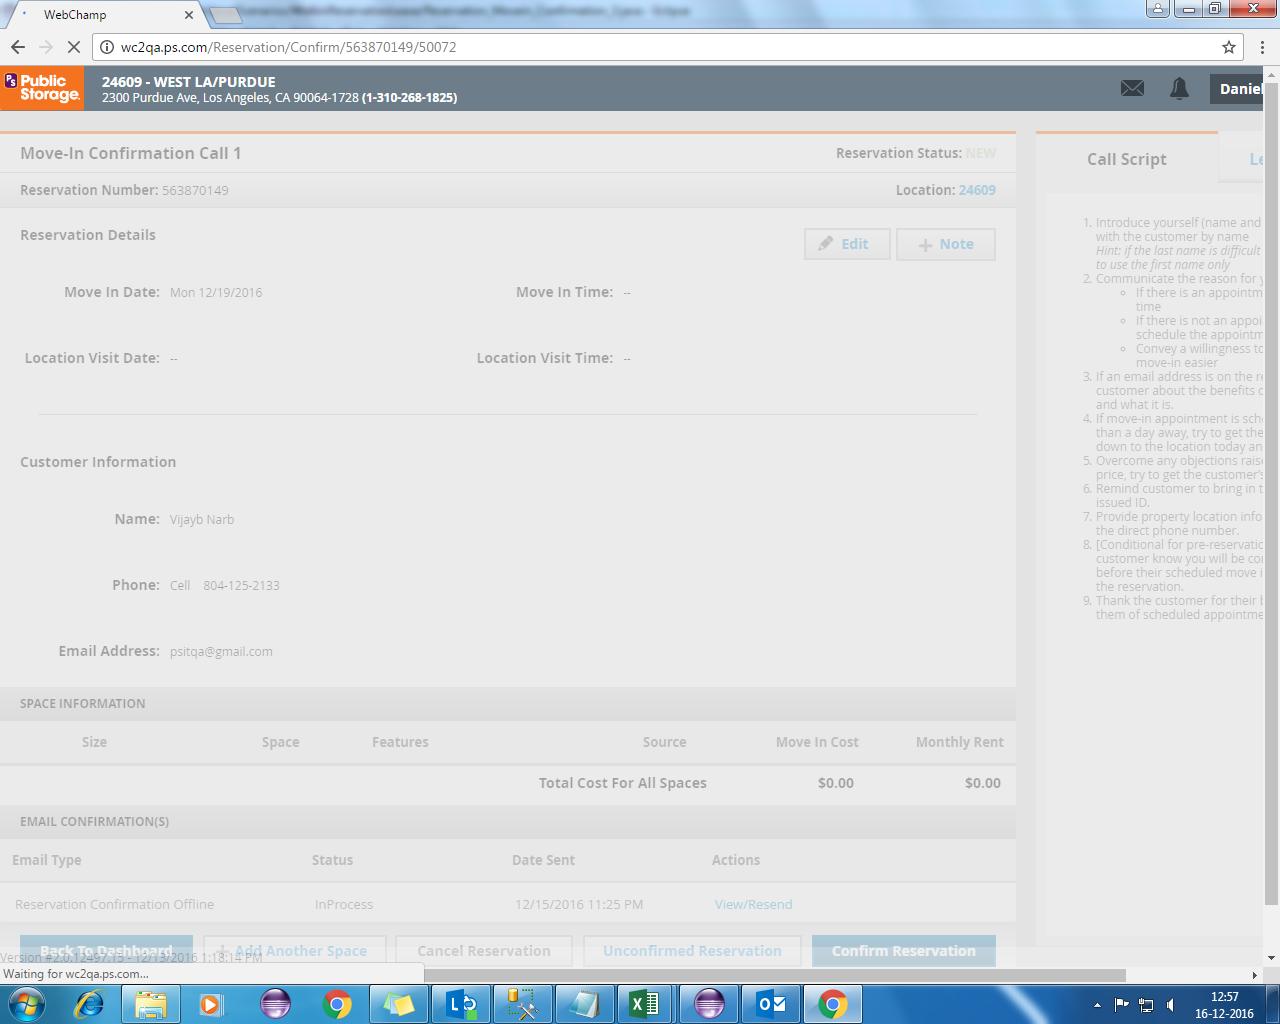 WebChamp
wc2qa.ps.com/Reservation/Confirm/563870149/50072
PS Public Storage.
24609 - WEST LA/PURDUE
2300 Purdue Ave, Los Angeles, CA 90064-1728 (1-310-268-1825)
Daniel
Move-In Confirmation Call 1
Reservation Status: NEW
Reservation Number: 563870149
Location: 24609
Reservation Details
Edit
+ Note
Move In Date: Mon 12/19/2016
Move In Time: --
Location Visit Date: --
Location Visit Time: --
Customer Information
Name: Vijayb Narb
Phone: Cell 804-125-2133
Email Address: psitqa@gmail.com
SPACE INFORMATION
Size Space Features Source Move In Cost Monthly Rent
Total Cost For All Spaces $0.00 $0.00
EMAIL CONFIRMATION(S)
Email Type Status Date Sent Actions
Reservation Confirmation Offline InProcess 12/15/2016 11:25 PM View/Resend
Back To Dashboard
+ Add Another Space
Cancel Reservation
Unconfirmed Reservation
Confirm Reservation
Version #2.0.12497.15 - 12/15/2016 1:18:14 PM
Waiting for wc2qa.ps.com...
Call Script
Le
1. Introduce yourself (name and
with the customer by name
Hint: if the last name is difficult
to use the first name only
2. Communicate the reason for y
If there is an appointm
time
If there is not an appoi
schedule the appointm
Convey a willingness to
move-in easier
3. If an email address is on the re
customer about the benefits o
and what it is.
4. If move-in appointment is sche
than a day away, try to get the
down to the location today an
5. Overcome any objections raise
price, try to get the customer's
6. Remind customer to bring in t
issued ID.
7. Provide property location info
the direct phone number.
8. [Conditional for pre-reservatic
customer know you will be co
before their scheduled move i
the reservation.
9. Thank the customer for their b
them of scheduled appointme
12:57
16-12-2016